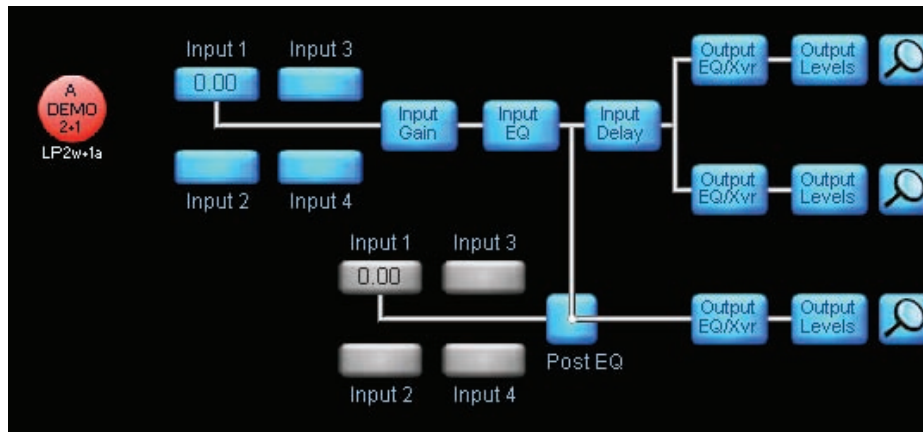 Input 1
Input 3
0.00
A
DEMO
2+1
LP2w+1a
Input 2
Input 4
Input
Gain
Input
EQ
Input
Delay
Output
EQ/Xvr
Output
Levels
Output
EQ/Xvr
Output
Levels
Input 1
Input 3
0.00
Input 2
Input 4
Post EQ
Output
EQ/Xvr
Output
Levels